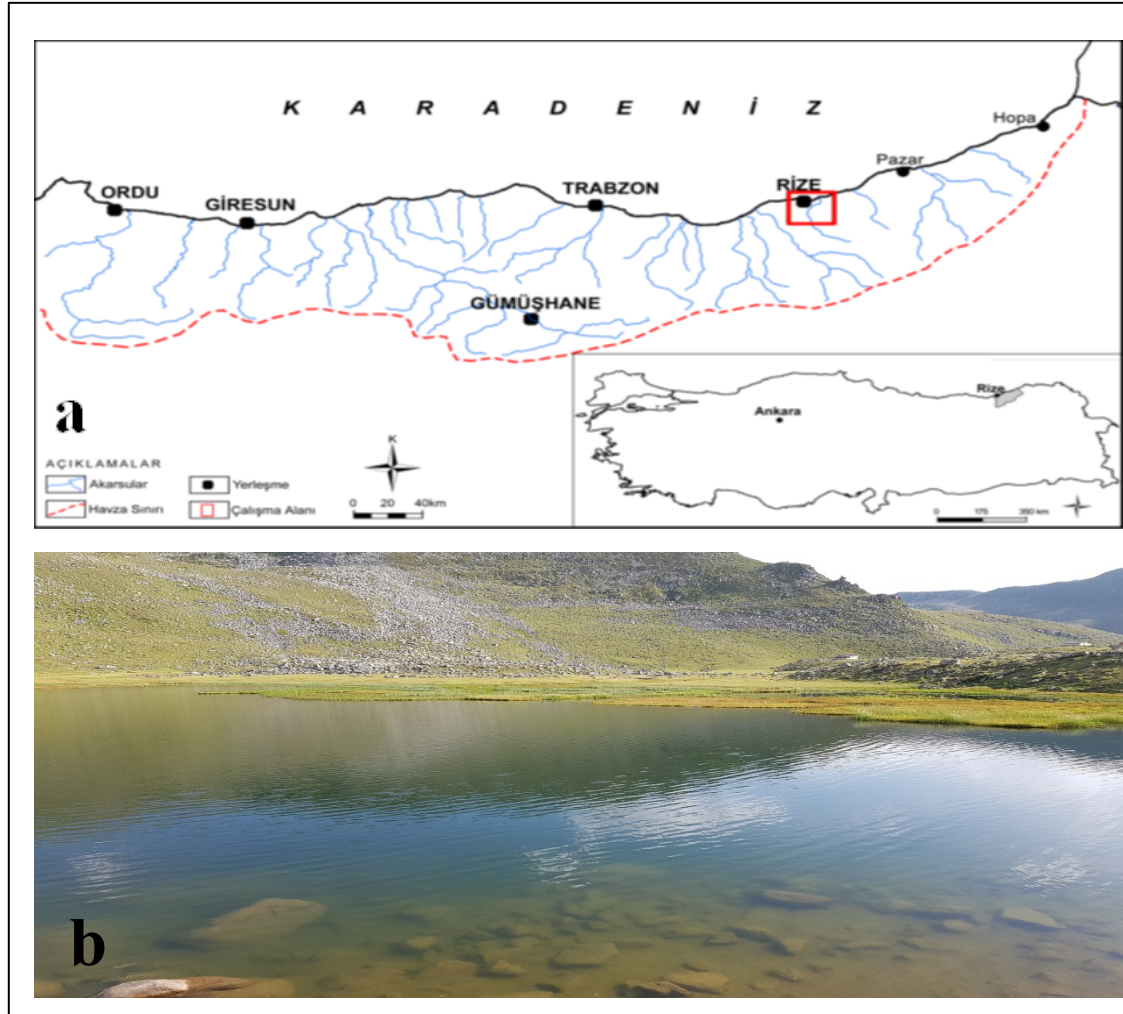 K A R A D E N İ Z
Hopa
Pazar
ORDU
GİRESUN
TRABZON
RİZE
GÜMÜŞHANE
Rize
Ankara
a
K
AÇIKLAMALAR
Akarsular
Yerleşme
Havza Sınırı
Çalışma Alanı
0 20 40km
0 175 350 km
b